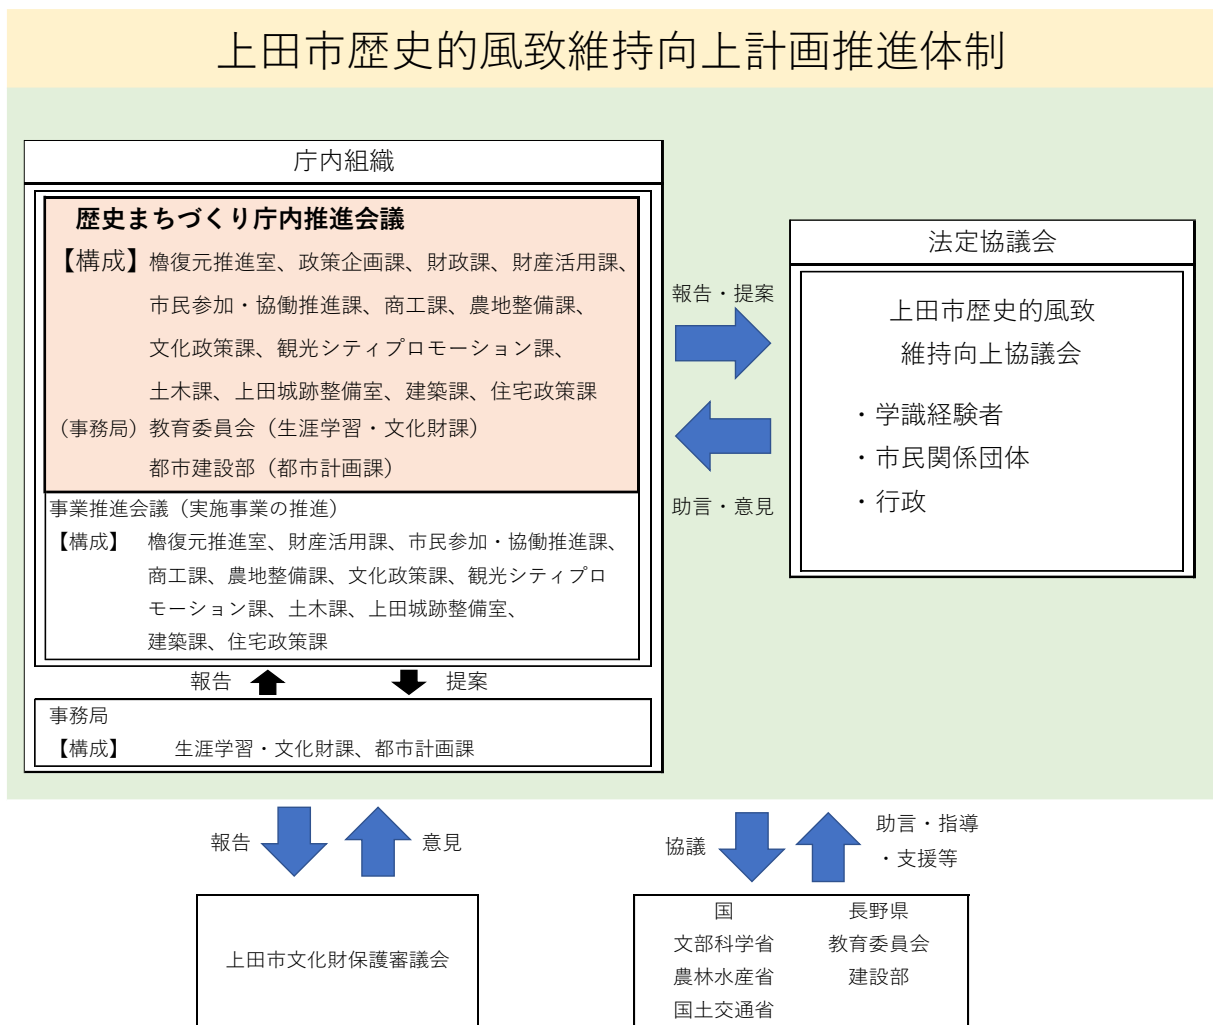 上田市歴史的風致維持向上計画推進体制
庁内組織
歴史まちづくり庁内推進会議
【構成】櫓復元推進室、政策企画課、財政課、財産活用課、
市民参加・協働推進課、商工課、農地整備課、
文化政策課、観光シティプロモーション課、
土木課、上田城跡整備室、建築課、住宅政策課
（事務局）教育委員会（生涯学習・文化財課）
都市建設部（都市計画課）
事業推進会議（実施事業の推進）
【構成】 櫓復元推進室、財産活用課、市民参加・協働推進課、
商工課、農地整備課、文化政策課、観光シティプロ
モーション課、土木課、上田城跡整備室、
建築課、住宅政策課
報告 提案
事務局
【構成】 生涯学習・文化財課、都市計画課
報告・提案
助言・意見
法定協議会
上田市歴史的風致
維持向上協議会
・学識経験者
・市民関係団体
・行政
報告 意見
上田市文化財保護審議会
協議
助言・指導
・支援等
国 長野県
文部科学省 教育委員会
農林水産省 建設部
国土交通省